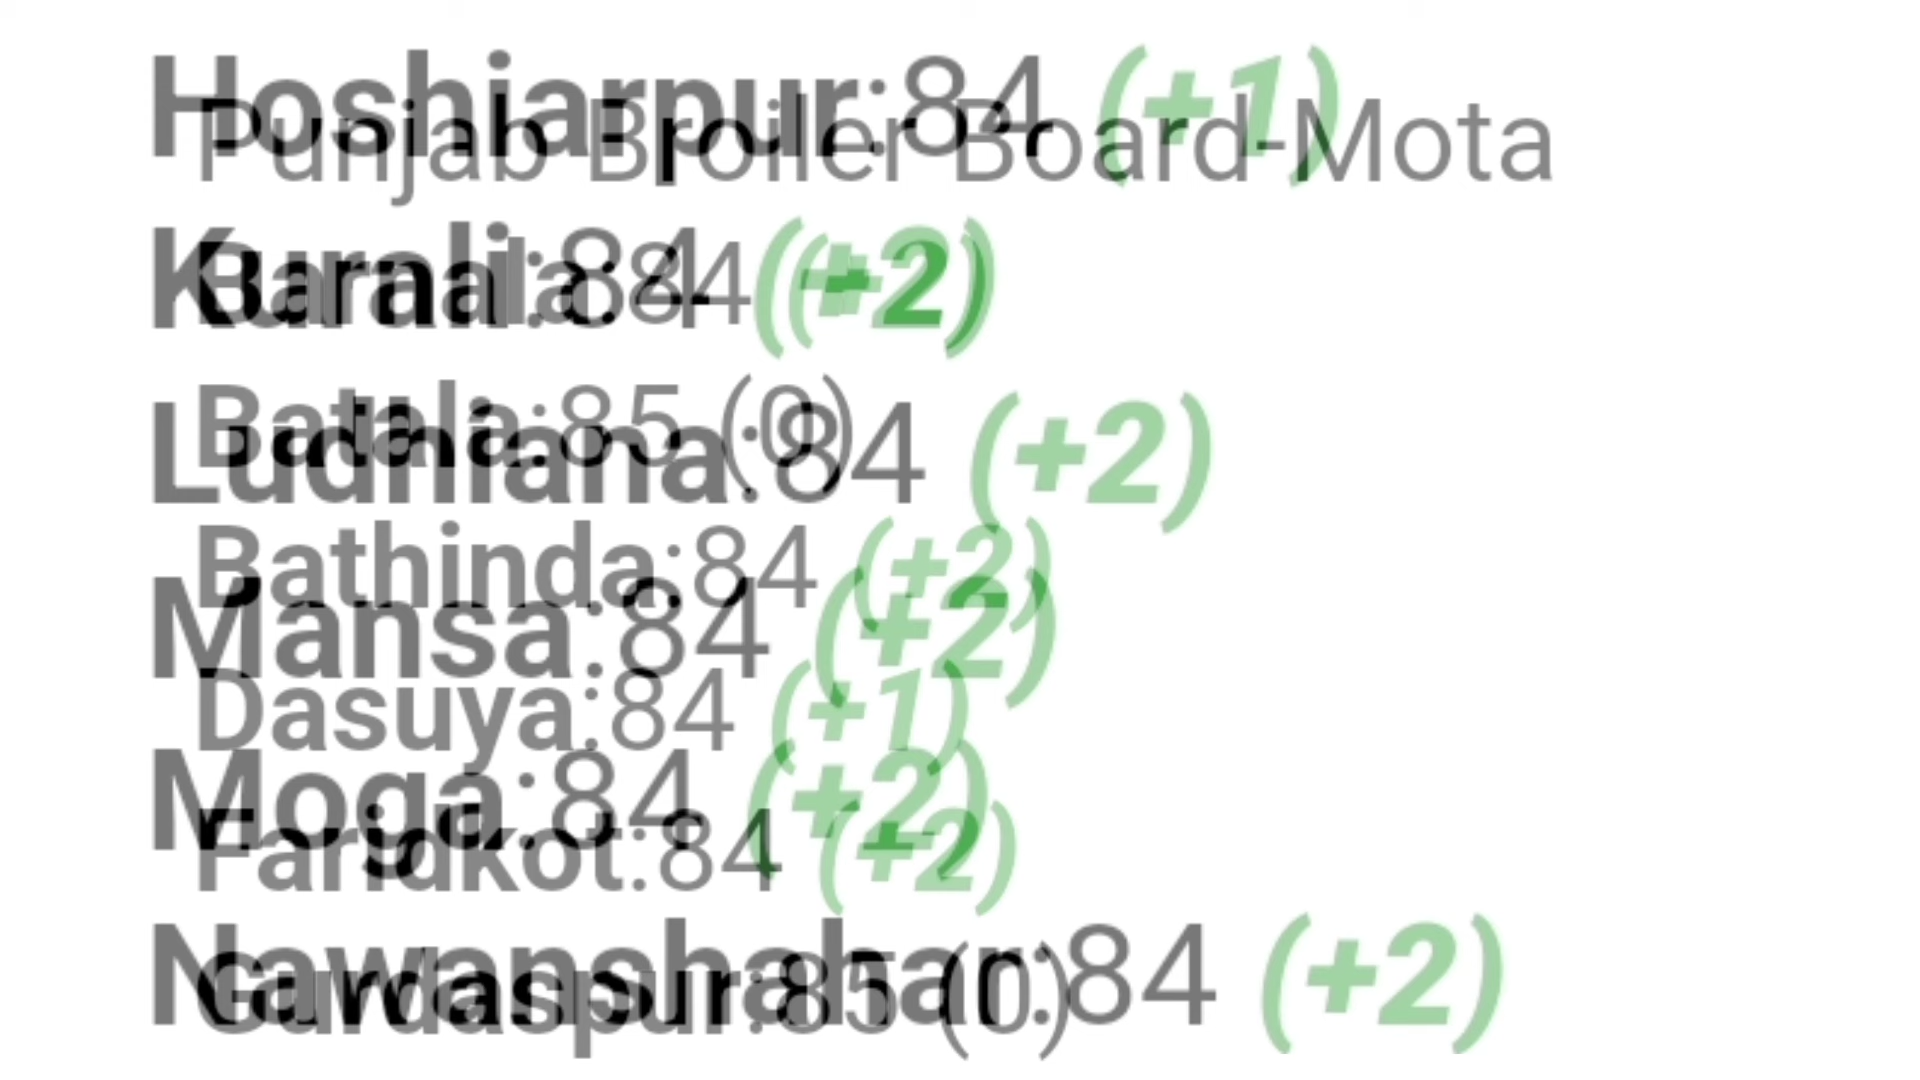 Hoshiarpur:84 (+1)
Punjab Broiler Board-Mota
Kurali:84 (+2)
Barnala:84 (+2)
Batala:85 (0)
Ludhiana:84 (+2)
Bathinda:84 (+2)
Mansa:84 (+2)
Dasuya:84 (+1)
Moga:84 (+2)
Faridkot:84 (+2)
Nawanshahar:84 (+2)
Gurdaspur:85 (0)